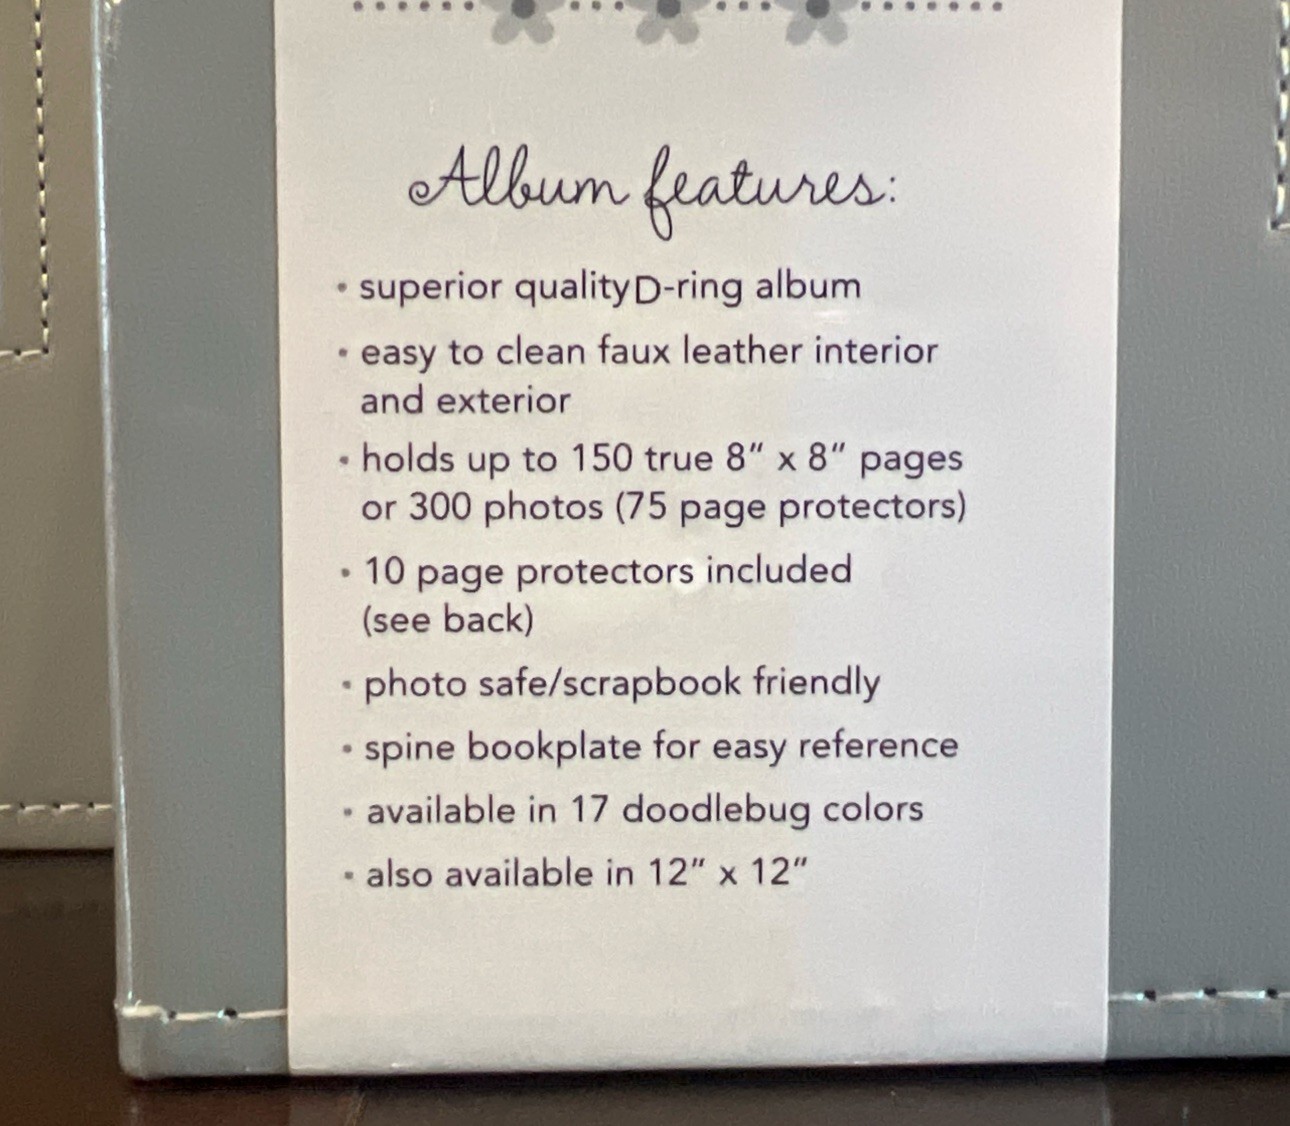 Album features:
• superior quality D-ring album
• easy to clean faux leather interior
and exterior
• holds up to 150 true 8" x 8" pages
or 300 photos (75 page protectors)
• 10 page protectors included
(see back)
• photo safe/scrapbook friendly
• spine bookplate for easy reference
• available in 17 doodlebug colors
• also available in 12" x 12"